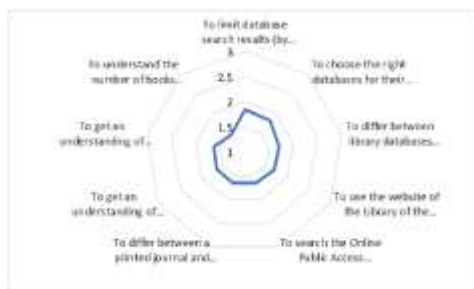 To limit database
search results (by...
3
To understand the
number of books...
To choose the right
databases for their...
2.5
2
To get an
understanding of...
1.5
1
To differ between
library databases...
To get an
understanding of...
To use the website of
the Library of the...
To differ between a
printed journal and...
To search the Online
Public Access...